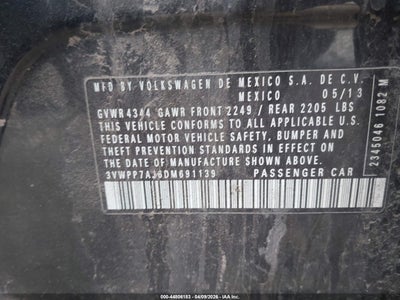 MFD BY VOLKSWAGEN DE MEXICO S.A. DE C.V.
MEXICO 05/13
GVWR 4344 GAWR FRONT 2249 / REAR 2205 LBS
THIS VEHICLE CONFORMS TO ALL APPLICABLE
FEDERAL MOTOR VEHICLE SAFETY, BUMPER AND
THEFT PREVENTION STANDARDS IN EFFECT ON THE
DATE OF MANUFACTURE SHOWN ABOVE.
3VWPP7AJ6DM691139 PASSENGER CAR
2345046 1082 M
000-44806183 - 04/09/2026 - IAA Inc.